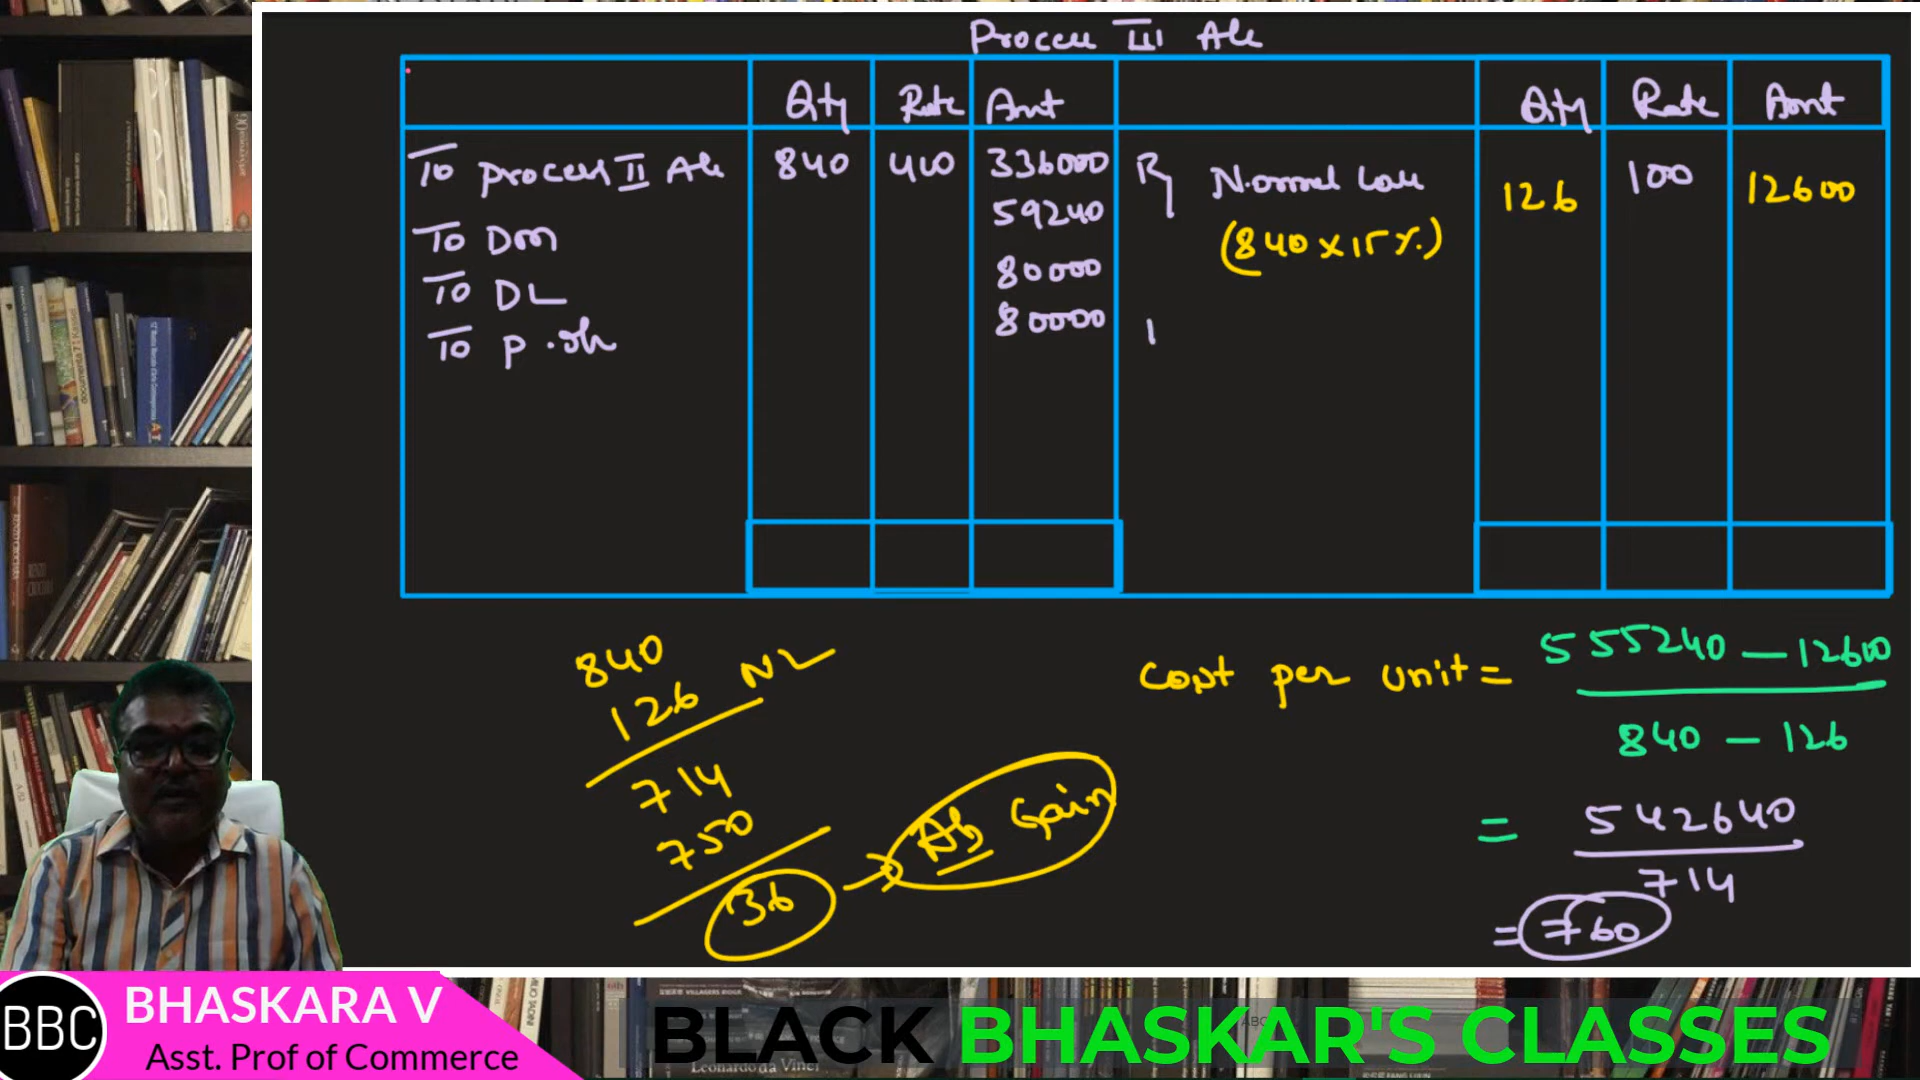 Process III A/c
Qty Rate Amt Qty Rate Amt
To process II A/c 840 400 336000 By Normal Loss 126 100 12600
To DM 59240 (840 x 15 %.)
To DL 80000
To P.oh 80000
840
126 NL
714
750
36 → Ab Gain
Cost per unit = 555240 - 12600
840 - 126
= 542640
714
= 760
BBC
BHASKARA V
Asst. Prof of Commerce
BLACK BHASKAR'S CLASSES
Leonardo da Vinci